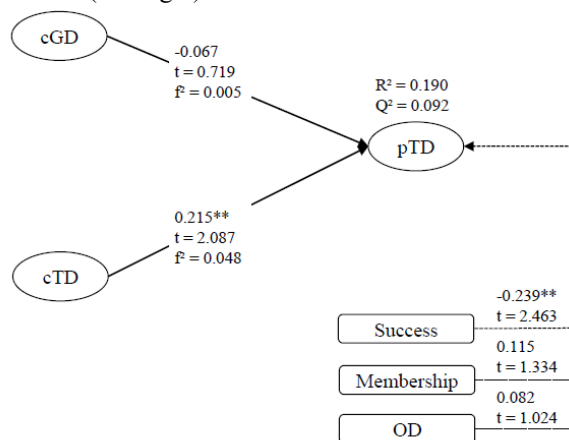 cGD
-0.067
t = 0.719
f² = 0.005
R² = 0.190
Q² = 0.092
pTD
0.215**
t = 2.087
f² = 0.048
cTD
-0.239**
t = 2.463
Success
0.115
t = 1.334
Membership
0.082
t = 1.024
OD